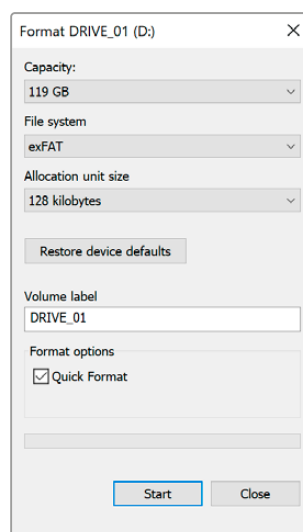 Format DRIVE_01 (D:)
Capacity:
119 GB
File system
exFAT
Allocation unit size
128 kilobytes
Restore device defaults
Volume label
DRIVE_01
Format options
Quick Format
Start Close